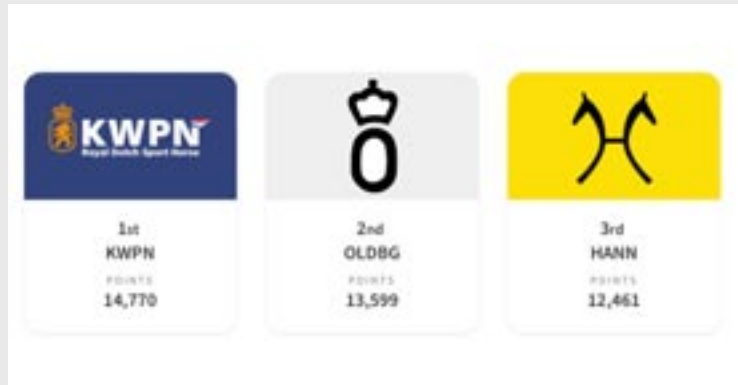 KWPN
Royal Dutch Sport Horse
1st
KWPN
POINTS
14,770
2nd
OLDBG
POINTS
13,599
3rd
HANN
POINTS
12,461